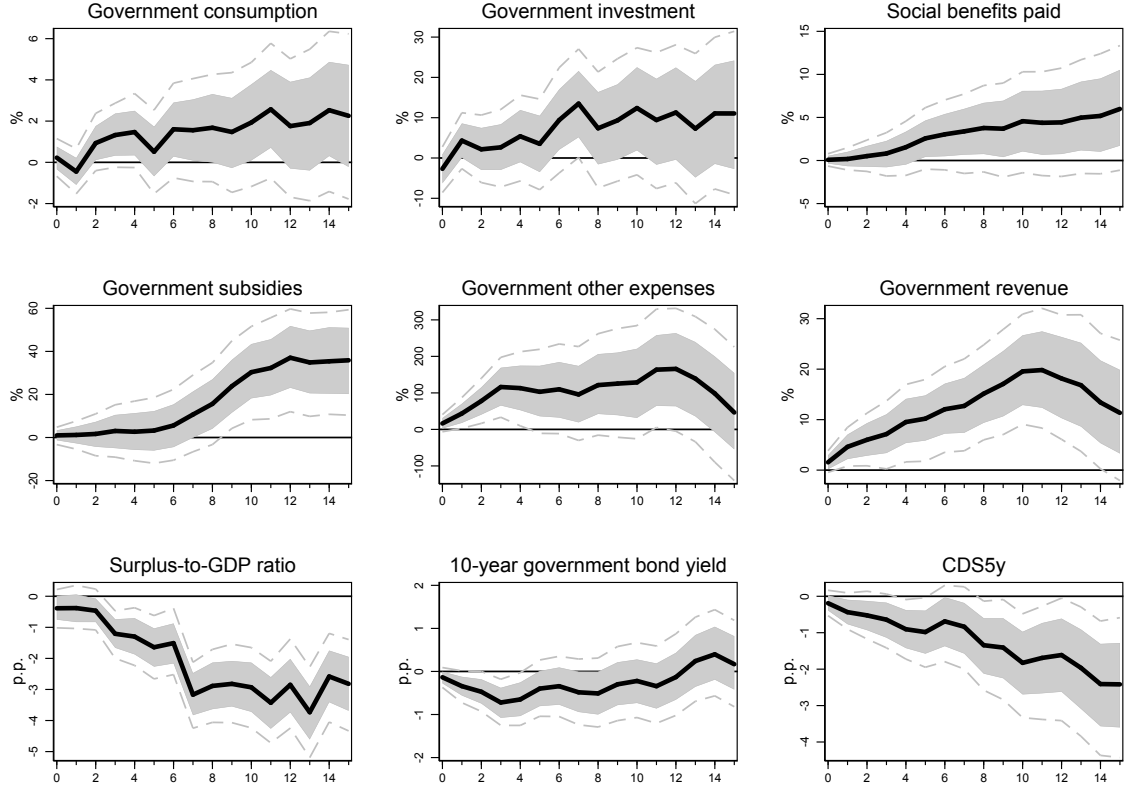 Government consumption
%
6
4
2
0
-2
0 2 4 6 8 10 12 14
Government investment
%
30
20
10
0
-10
0 2 4 6 8 10 12 14
Social benefits paid
%
15
10
5
0
-5
0 2 4 6 8 10 12 14
Government subsidies
%
60
40
20
0
-20
0 2 4 6 8 10 12 14
Government other expenses
%
300
200
100
0
-100
0 2 4 6 8 10 12 14
Government revenue
%
30
20
10
0
0 2 4 6 8 10 12 14
Surplus-to-GDP ratio
p.p.
0
-1
-2
-3
-4
-5
0 2 4 6 8 10 12 14
10-year government bond yield
p.p.
2
1
0
-1
-2
0 2 4 6 8 10 12 14
CDS5y
p.p.
0
-1
-2
-3
-4
0 2 4 6 8 10 12 14